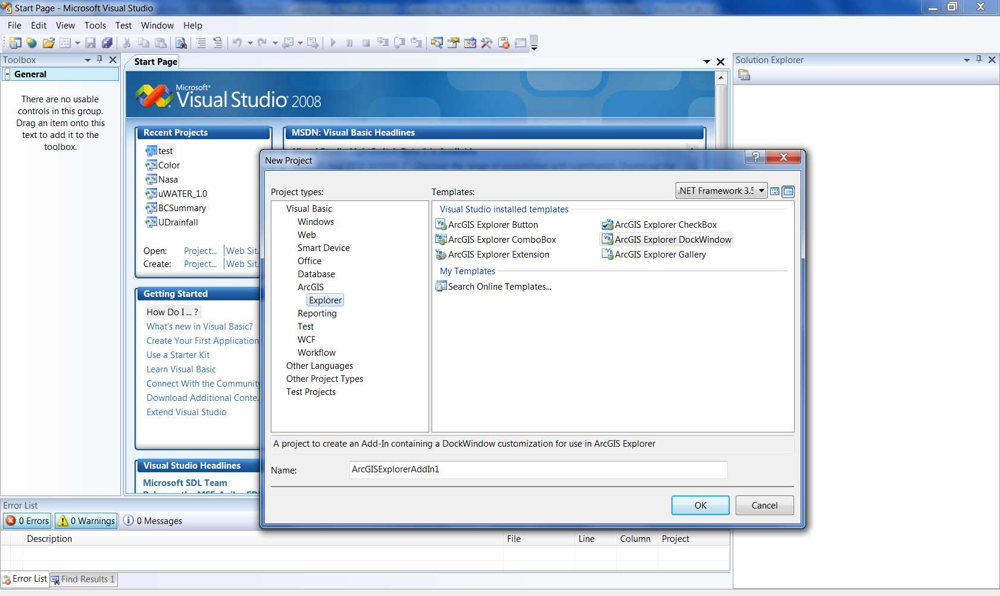 Start Page - Microsoft Visual Studio
File Edit View Tools Test Window Help
Toolbox
General
There are no usable
controls in this group.
Drag an item onto this
text to add it to the
toolbox.
Start Page
Microsoft®
Visual Studio 2008
Recent Projects
test
Color
Nasa
uWATER_1.0
BCSummary
UDrainfall
Open: Project... Web Sit...
Create: Project... Web Sit...
Getting Started
How Do I ... ?
What's new in Visual Basic?
Create Your First Application
Use a Starter Kit
Learn Visual Basic
Connect With the Community
Download Additional Conte...
Extend Visual Studio
Visual Studio Headlines
Microsoft SDL Team
MSDN: Visual Basic Headlines
New Project
Project types:
Visual Basic
Windows
Web
Smart Device
Office
Database
ArcGIS
Explorer
Reporting
Test
WCF
Workflow
Other Languages
Other Project Types
Test Projects
Templates:
.NET Framework 3.5
Visual Studio installed templates
ArcGIS Explorer Button
ArcGIS Explorer CheckBox
ArcGIS Explorer ComboBox
ArcGIS Explorer DockWindow
ArcGIS Explorer Extension
ArcGIS Explorer Gallery
My Templates
Search Online Templates...
A project to create an Add-In containing a DockWindow customization for use in ArcGIS Explorer
Name: ArcGISExplorerAddIn1
OK Cancel
Solution Explorer
Error List
0 Errors 0 Warnings 0 Messages
Description File Line Column Project
Error List Find Results 1